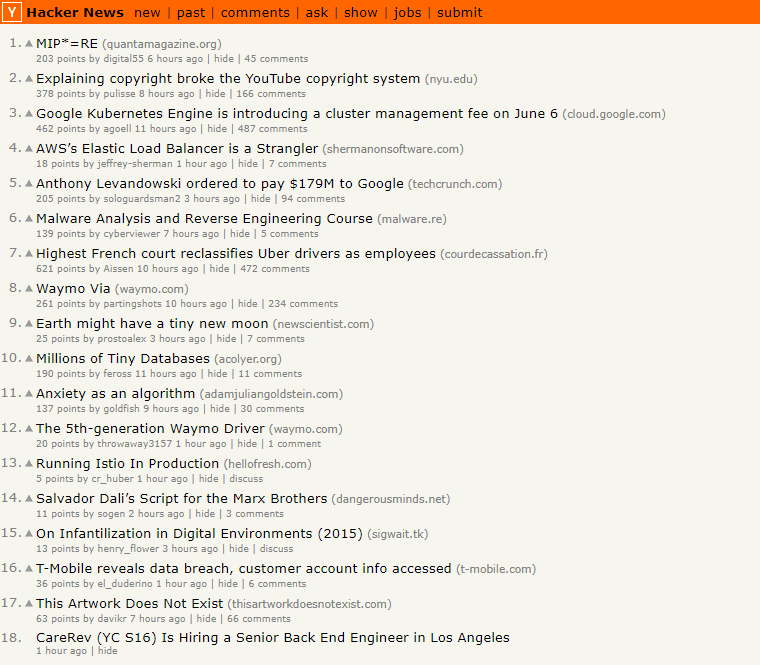 Y Hacker News new | past | comments | ask | show | jobs | submit
1. MIP*=RE (quantamagazine.org)
203 points by digital55 6 hours ago | hide | 45 comments
2. Explaining copyright broke the YouTube copyright system (nyu.edu)
378 points by pulisse 8 hours ago | hide | 166 comments
3. Google Kubernetes Engine is introducing a cluster management fee on June 6 (cloud.google.com)
462 points by agoell 11 hours ago | hide | 487 comments
4. AWS’s Elastic Load Balancer is a Strangler (shermanonsoftware.com)
18 points by jeffrey-sherman 1 hour ago | hide | 7 comments
5. Anthony Levandowski ordered to pay $179M to Google (techcrunch.com)
205 points by sologuardsman2 3 hours ago | hide | 94 comments
6. Malware Analysis and Reverse Engineering Course (malware.re)
139 points by cyberviewer 7 hours ago | hide | 5 comments
7. Highest French court reclassifies Uber drivers as employees (courdecassation.fr)
621 points by Aissen 10 hours ago | hide | 472 comments
8. Waymo Via (waymo.com)
261 points by partingshots 10 hours ago | hide | 234 comments
9. Earth might have a tiny new moon (newscientist.com)
25 points by prostoalex 3 hours ago | hide | 7 comments
10. Millions of Tiny Databases (acolyer.org)
190 points by feross 11 hours ago | hide | 11 comments
11. Anxiety as an algorithm (adamjuliangoldstein.com)
137 points by goldfish 9 hours ago | hide | 30 comments
12. The 5th-generation Waymo Driver (waymo.com)
20 points by throwaway3157 1 hour ago | hide | 1 comment
13. Running Istio In Production (hellofresh.com)
5 points by cr_huber 1 hour ago | hide | discuss
14. Salvador Dali’s Script for the Marx Brothers (dangerousminds.net)
11 points by sogen 2 hours ago | hide | 3 comments
15. On Infantilization in Digital Environments (2015) (sigwait.tk)
13 points by henry_flower 3 hours ago | hide | discuss
16. T-Mobile reveals data breach, customer account info accessed (t-mobile.com)
36 points by el_duderino 1 hour ago | hide | 6 comments
17. This Artwork Does Not Exist (thisartworkdoesnotexist.com)
63 points by davikr 7 hours ago | hide | 66 comments
18. CareRev (YC S16) Is Hiring a Senior Back End Engineer in Los Angeles
1 hour ago | hide